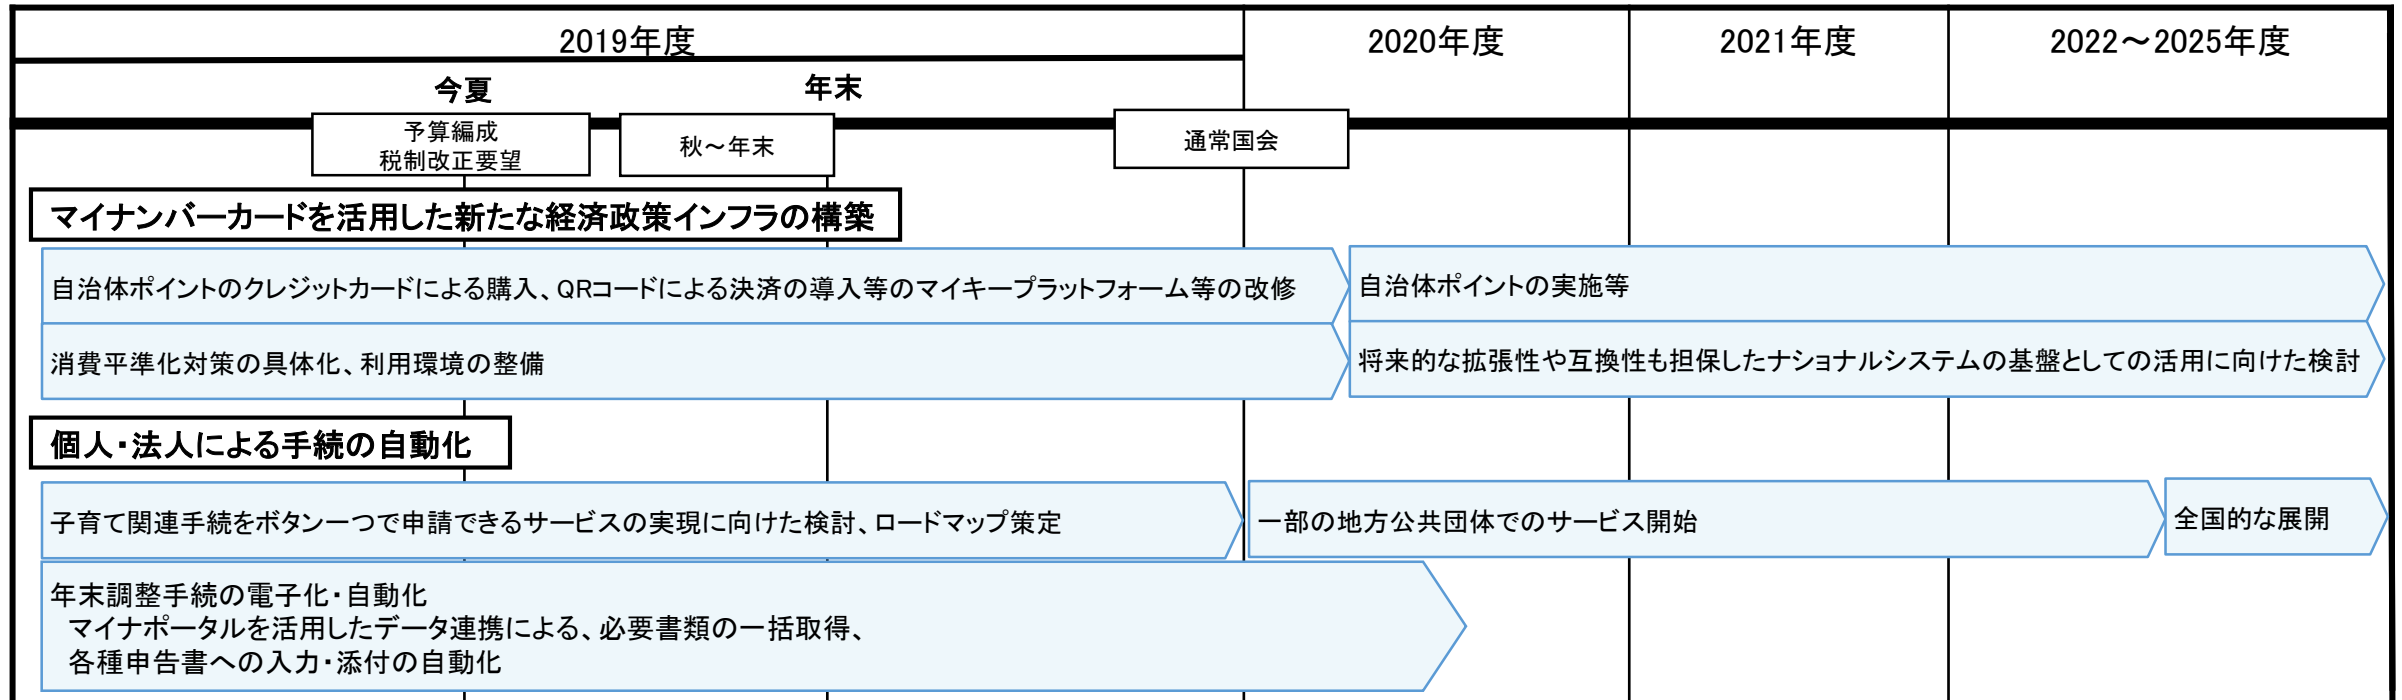 2019年度
2020年度
2021年度
2022～2025年度
今夏
年末
予算編成
税制改正要望
秋～年末
通常国会
マイナンバーカードを活用した新たな経済政策インフラの構築
自治体ポイントのクレジットカードによる購入、QRコードによる決済の導入等のマイキープラットフォーム等の改修
自治体ポイントの実施等
消費平準化対策の具体化、利用環境の整備
将来的な拡張性や互換性も担保したナショナルシステムの基盤としての活用に向けた検討
個人・法人による手続の自動化
子育て関連手続をボタン一つで申請できるサービスの実現に向けた検討、ロードマップ策定
一部の地方公共団体でのサービス開始
全国的な展開
年末調整手続の電子化・自動化
マイナポータルを活用したデータ連携による、必要書類の一括取得、
各種申告書への入力・添付の自動化